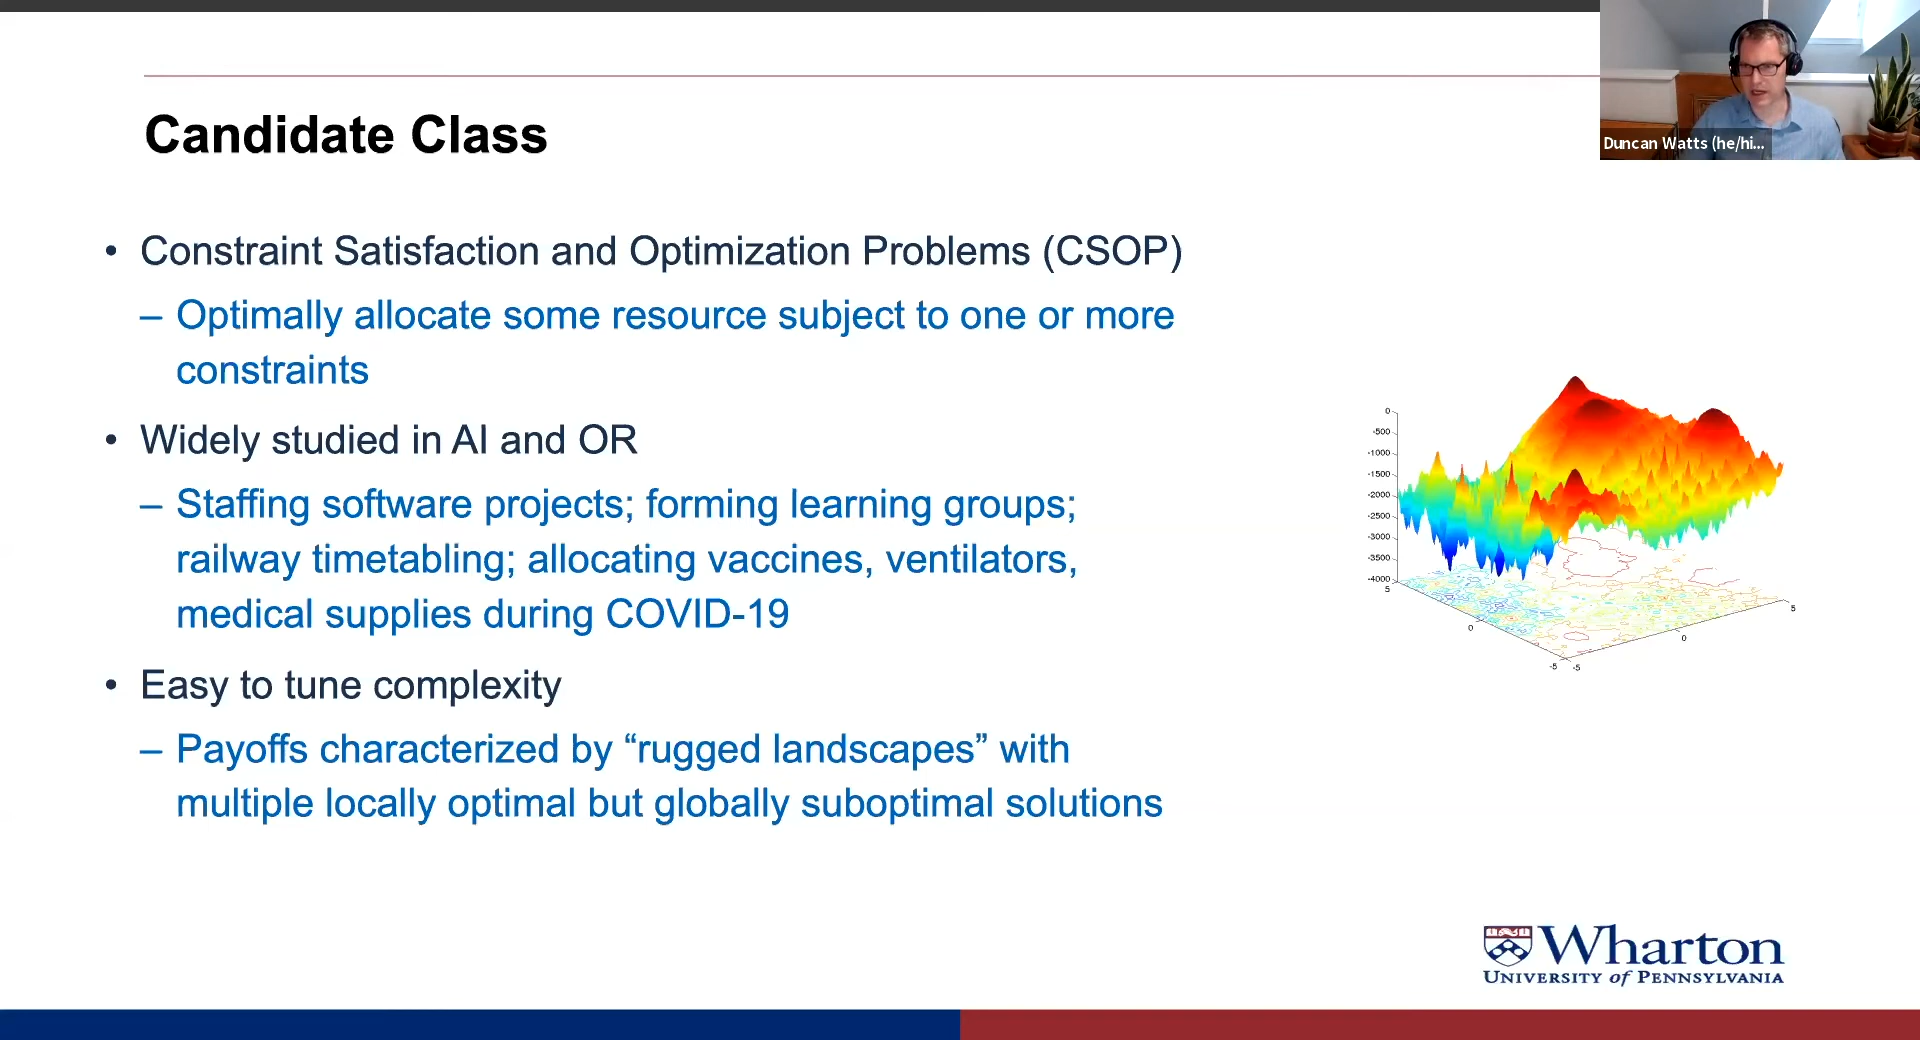 Duncan Watts (he/hi...
Candidate Class
• Constraint Satisfaction and Optimization Problems (CSOP)
– Optimally allocate some resource subject to one or more
constraints
• Widely studied in AI and OR
– Staffing software projects; forming learning groups;
railway timetabling; allocating vaccines, ventilators,
medical supplies during COVID-19
• Easy to tune complexity
– Payoffs characterized by “rugged landscapes” with
multiple locally optimal but globally suboptimal solutions
0
-500
-1000
-1500
-2000
-2500
-3000
-3500
-4000
5
0
-5
-5
0
5
Wharton
UNIVERSITY of PENNSYLVANIA